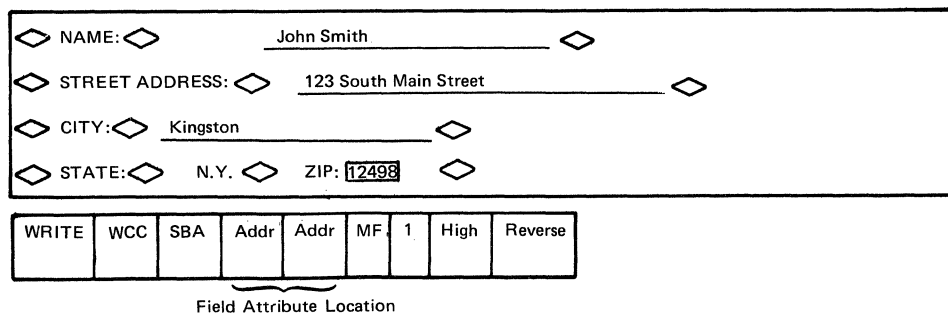 NAME: John Smith
STREET ADDRESS: 123 South Main Street
CITY: Kingston
STATE: N.Y. ZIP: 12498
WRITE WCC SBA Addr Addr MF 1 High Reverse
Field Attribute Location